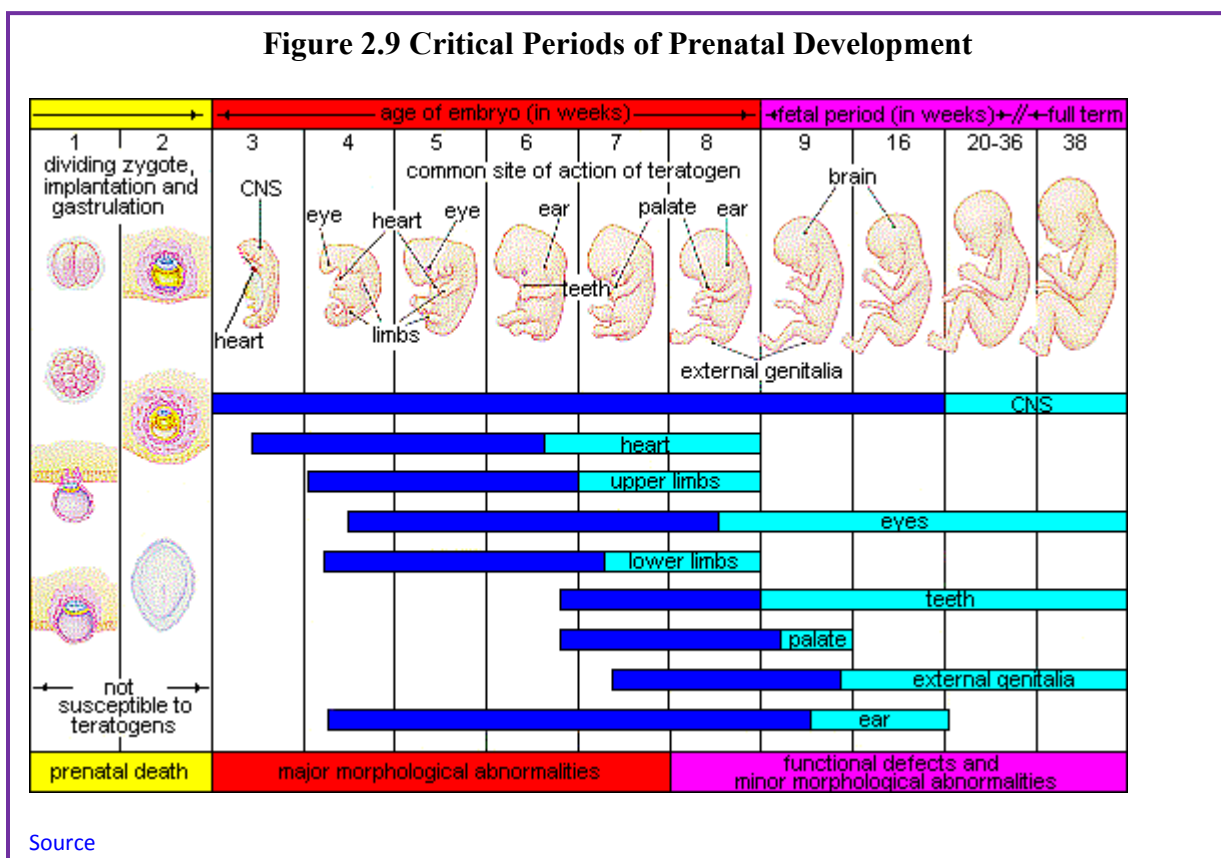 Figure 2.9 Critical Periods of Prenatal Development
age of embryo (in weeks)
fetal period (in weeks)
full term
1
2
3
4
5
6
7
8
9
16
20-36
38
dividing zygote,
implantation and
gastrulation
common site of action of teratogen
CNS
eye
heart
eye
ear
palate
ear
brain
heart
limbs
teeth
external genitalia
CNS
heart
upper limbs
eyes
lower limbs
teeth
palate
external genitalia
ear
not
susceptible to
teratogens
prenatal death
major morphological abnormalities
functional defects and
minor morphological abnormalities
Source